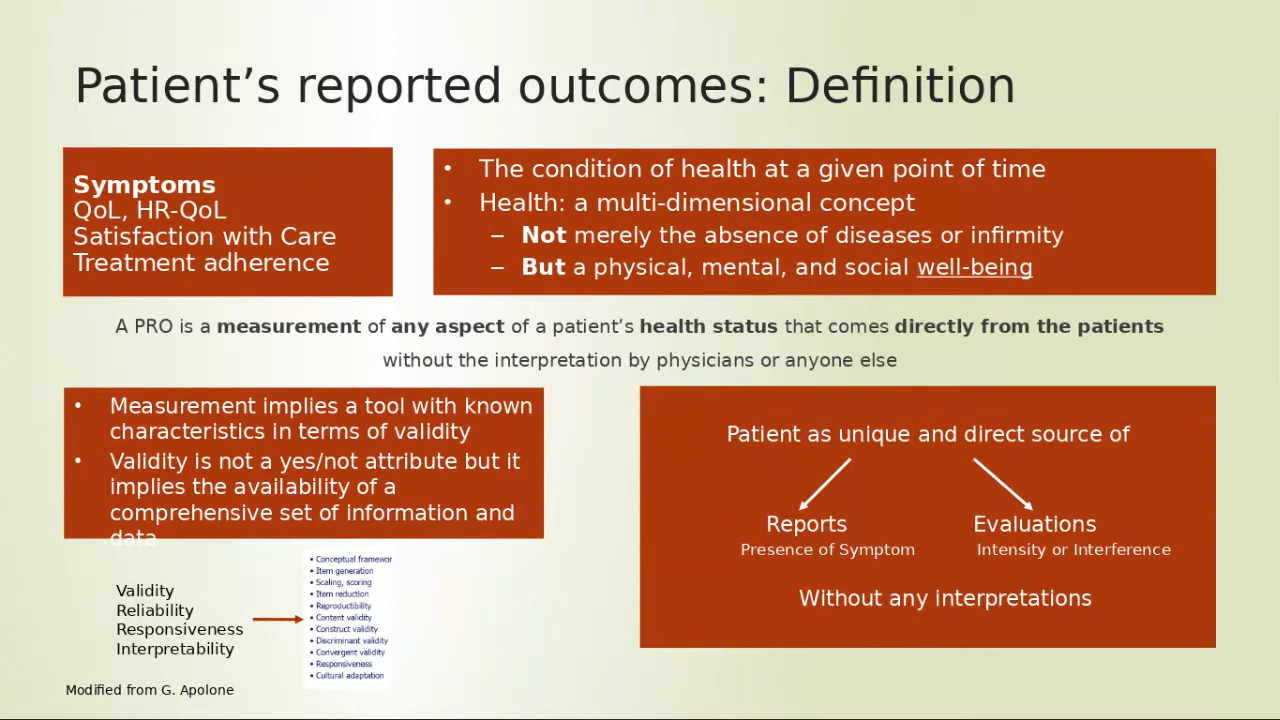 Patient’s reported outcomes: Definition
Symptoms
QoL, HR-QoL
Satisfaction with Care
Treatment adherence
• The condition of health at a given point of time
• Health: a multi-dimensional concept
– Not merely the absence of diseases or infirmity
– But a physical, mental, and social well-being
A PRO is a measurement of any aspect of a patient’s health status that comes directly from the patients
without the interpretation by physicians or anyone else
• Measurement implies a tool with known
characteristics in terms of validity
• Validity is not a yes/not attribute but it
implies the availability of a
comprehensive set of information and
data
Patient as unique and direct source of
Reports
Evaluations
Presence of Symptom
Intensity or Interference
Without any interpretations
Validity
Reliability
Responsiveness
Interpretability
• Conceptual framewor
• Item generation
• Scaling, scoring
• Item reduction
• Reproductibility
• Content validity
• Construct validity
• Discriminant validity
• Convergent validity
• Responsiveness
• Cultural adaptation
Modified from G. Apolone